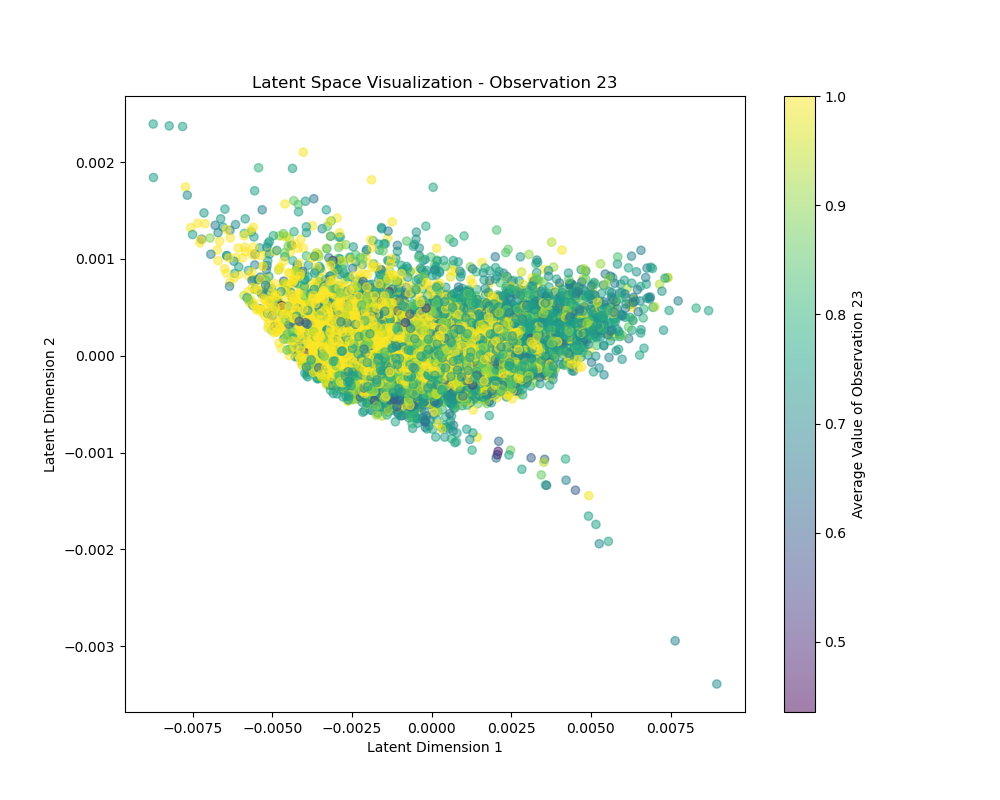 Latent Space Visualization - Observation 23
1.0
0.9
0.8
0.7
0.6
0.5
Average Value of Observation 23
0.002
0.001
0.000
−0.001
−0.002
−0.003
Latent Dimension 2
−0.0075 −0.0050 −0.0025 0.0000 0.0025 0.0050 0.0075
Latent Dimension 1